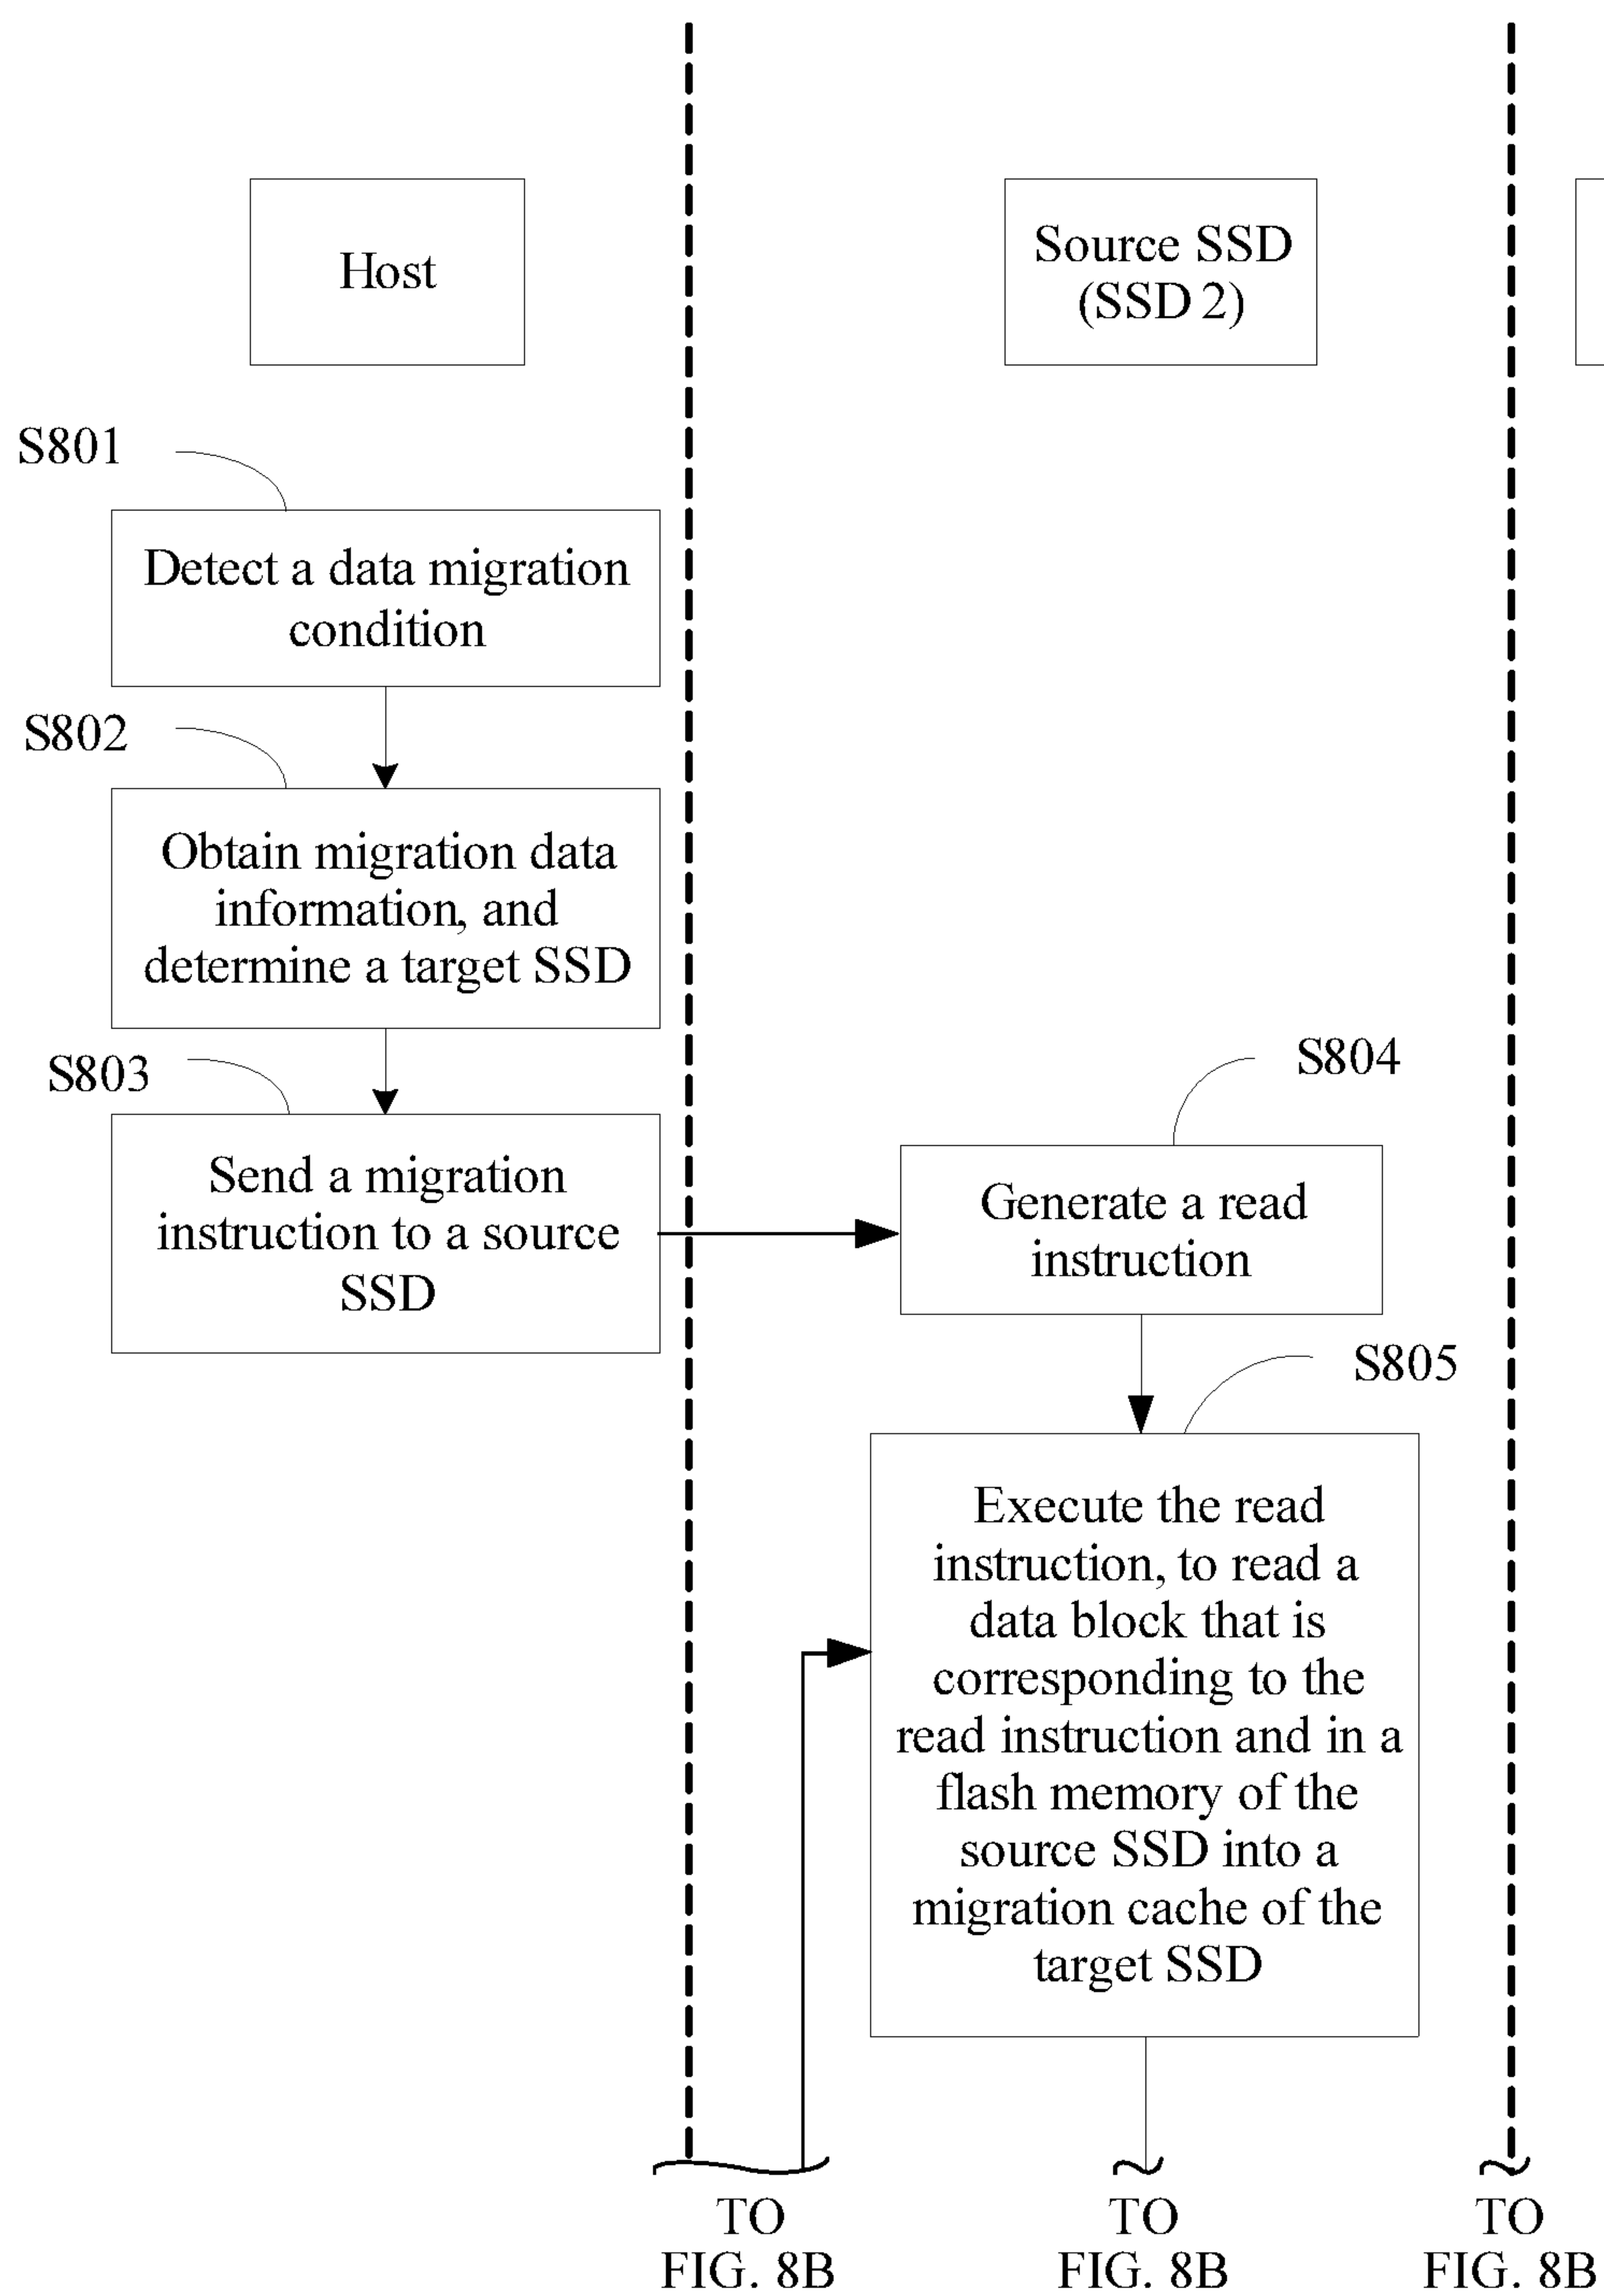 Host
Source SSD
(SSD 2)
S801
Detect a data migration
condition
S802
Obtain migration data
information, and
determine a target SSD
S803
Send a migration
instruction to a source
SSD
S804
Generate a read
instruction
S805
Execute the read
instruction, to read a
data block that is
corresponding to the
read instruction and in a
flash memory of the
source SSD into a
migration cache of the
target SSD
TO
FIG. 8B
TO
FIG. 8B
TO
FIG. 8B